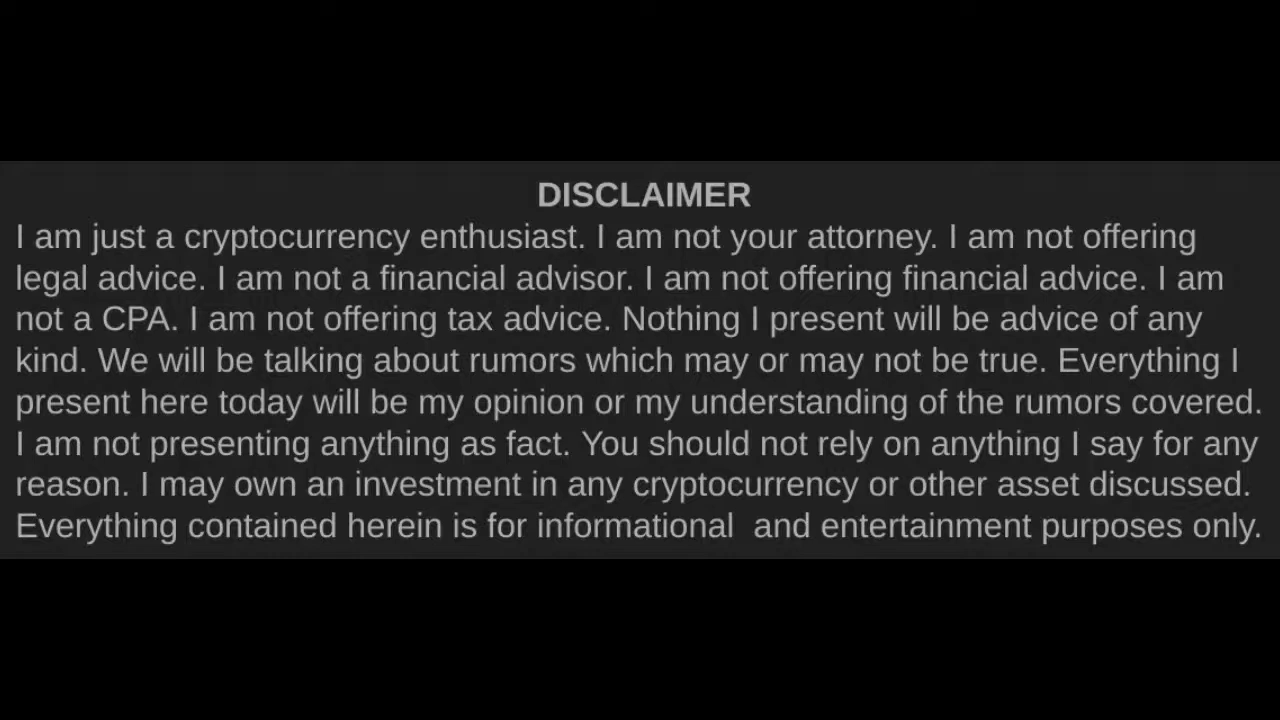 DISCLAIMER
I am just a cryptocurrency enthusiast. I am not your attorney. I am not offering
legal advice. I am not a financial advisor. I am not offering financial advice. I am
not a CPA. I am not offering tax advice. Nothing I present will be advice of any
kind. We will be talking about rumors which may or may not be true. Everything I
present here today will be my opinion or my understanding of the rumors covered.
I am not presenting anything as fact. You should not rely on anything I say for any
reason. I may own an investment in any cryptocurrency or other asset discussed.
Everything contained herein is for informational  and entertainment purposes only.